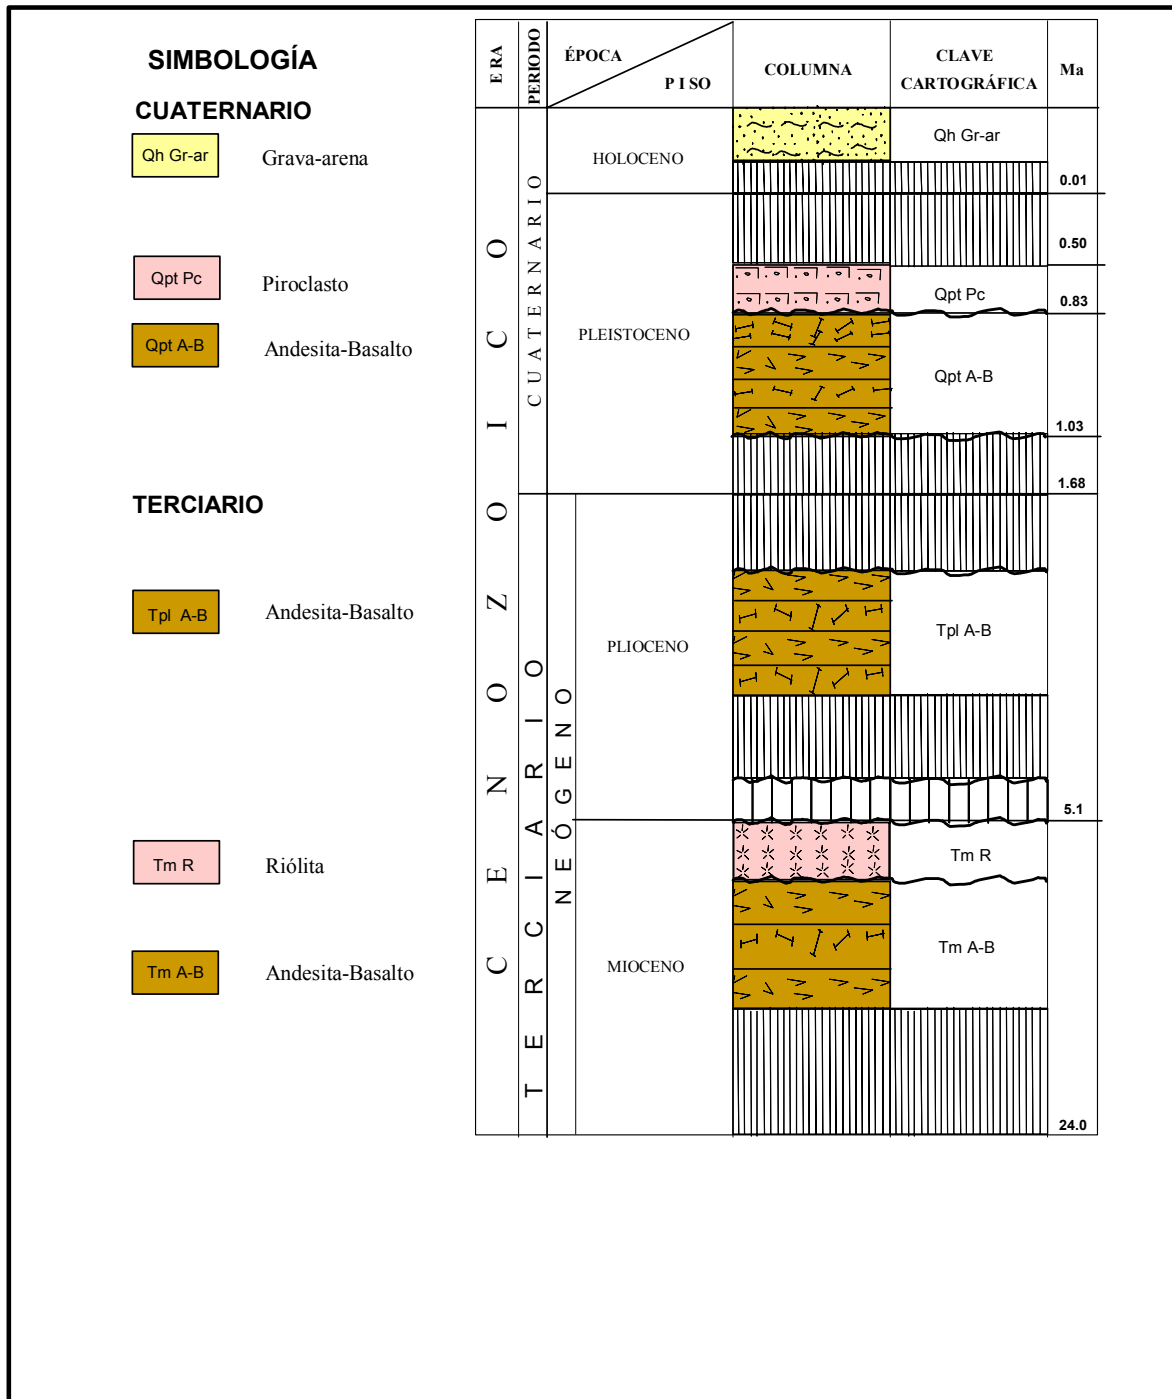 SIMBOLOGÍA
CUATERNARIO
Qh Gr-ar Grava-arena
Qpt Pc Piroclasto
Qpt A-B Andesita-Basalto
TERCIARIO
Tpl A-B Andesita-Basalto
Tm R Riólita
Tm A-B Andesita-Basalto
ERA
PERIODO
ÉPOCA
PISO
COLUMNA
CLAVE
CARTOGRÁFICA
Ma
CENOZOICO
CUATERNARIO
TERCIARIO
NEÓGENO
HOLOCENO
Qh Gr-ar
0.01
PLEISTOCENO
0.50
Qpt Pc
0.83
Qpt A-B
1.03
1.68
PLIOCENO
Tpl A-B
5.1
MIOCENO
Tm R
Tm A-B
24.0